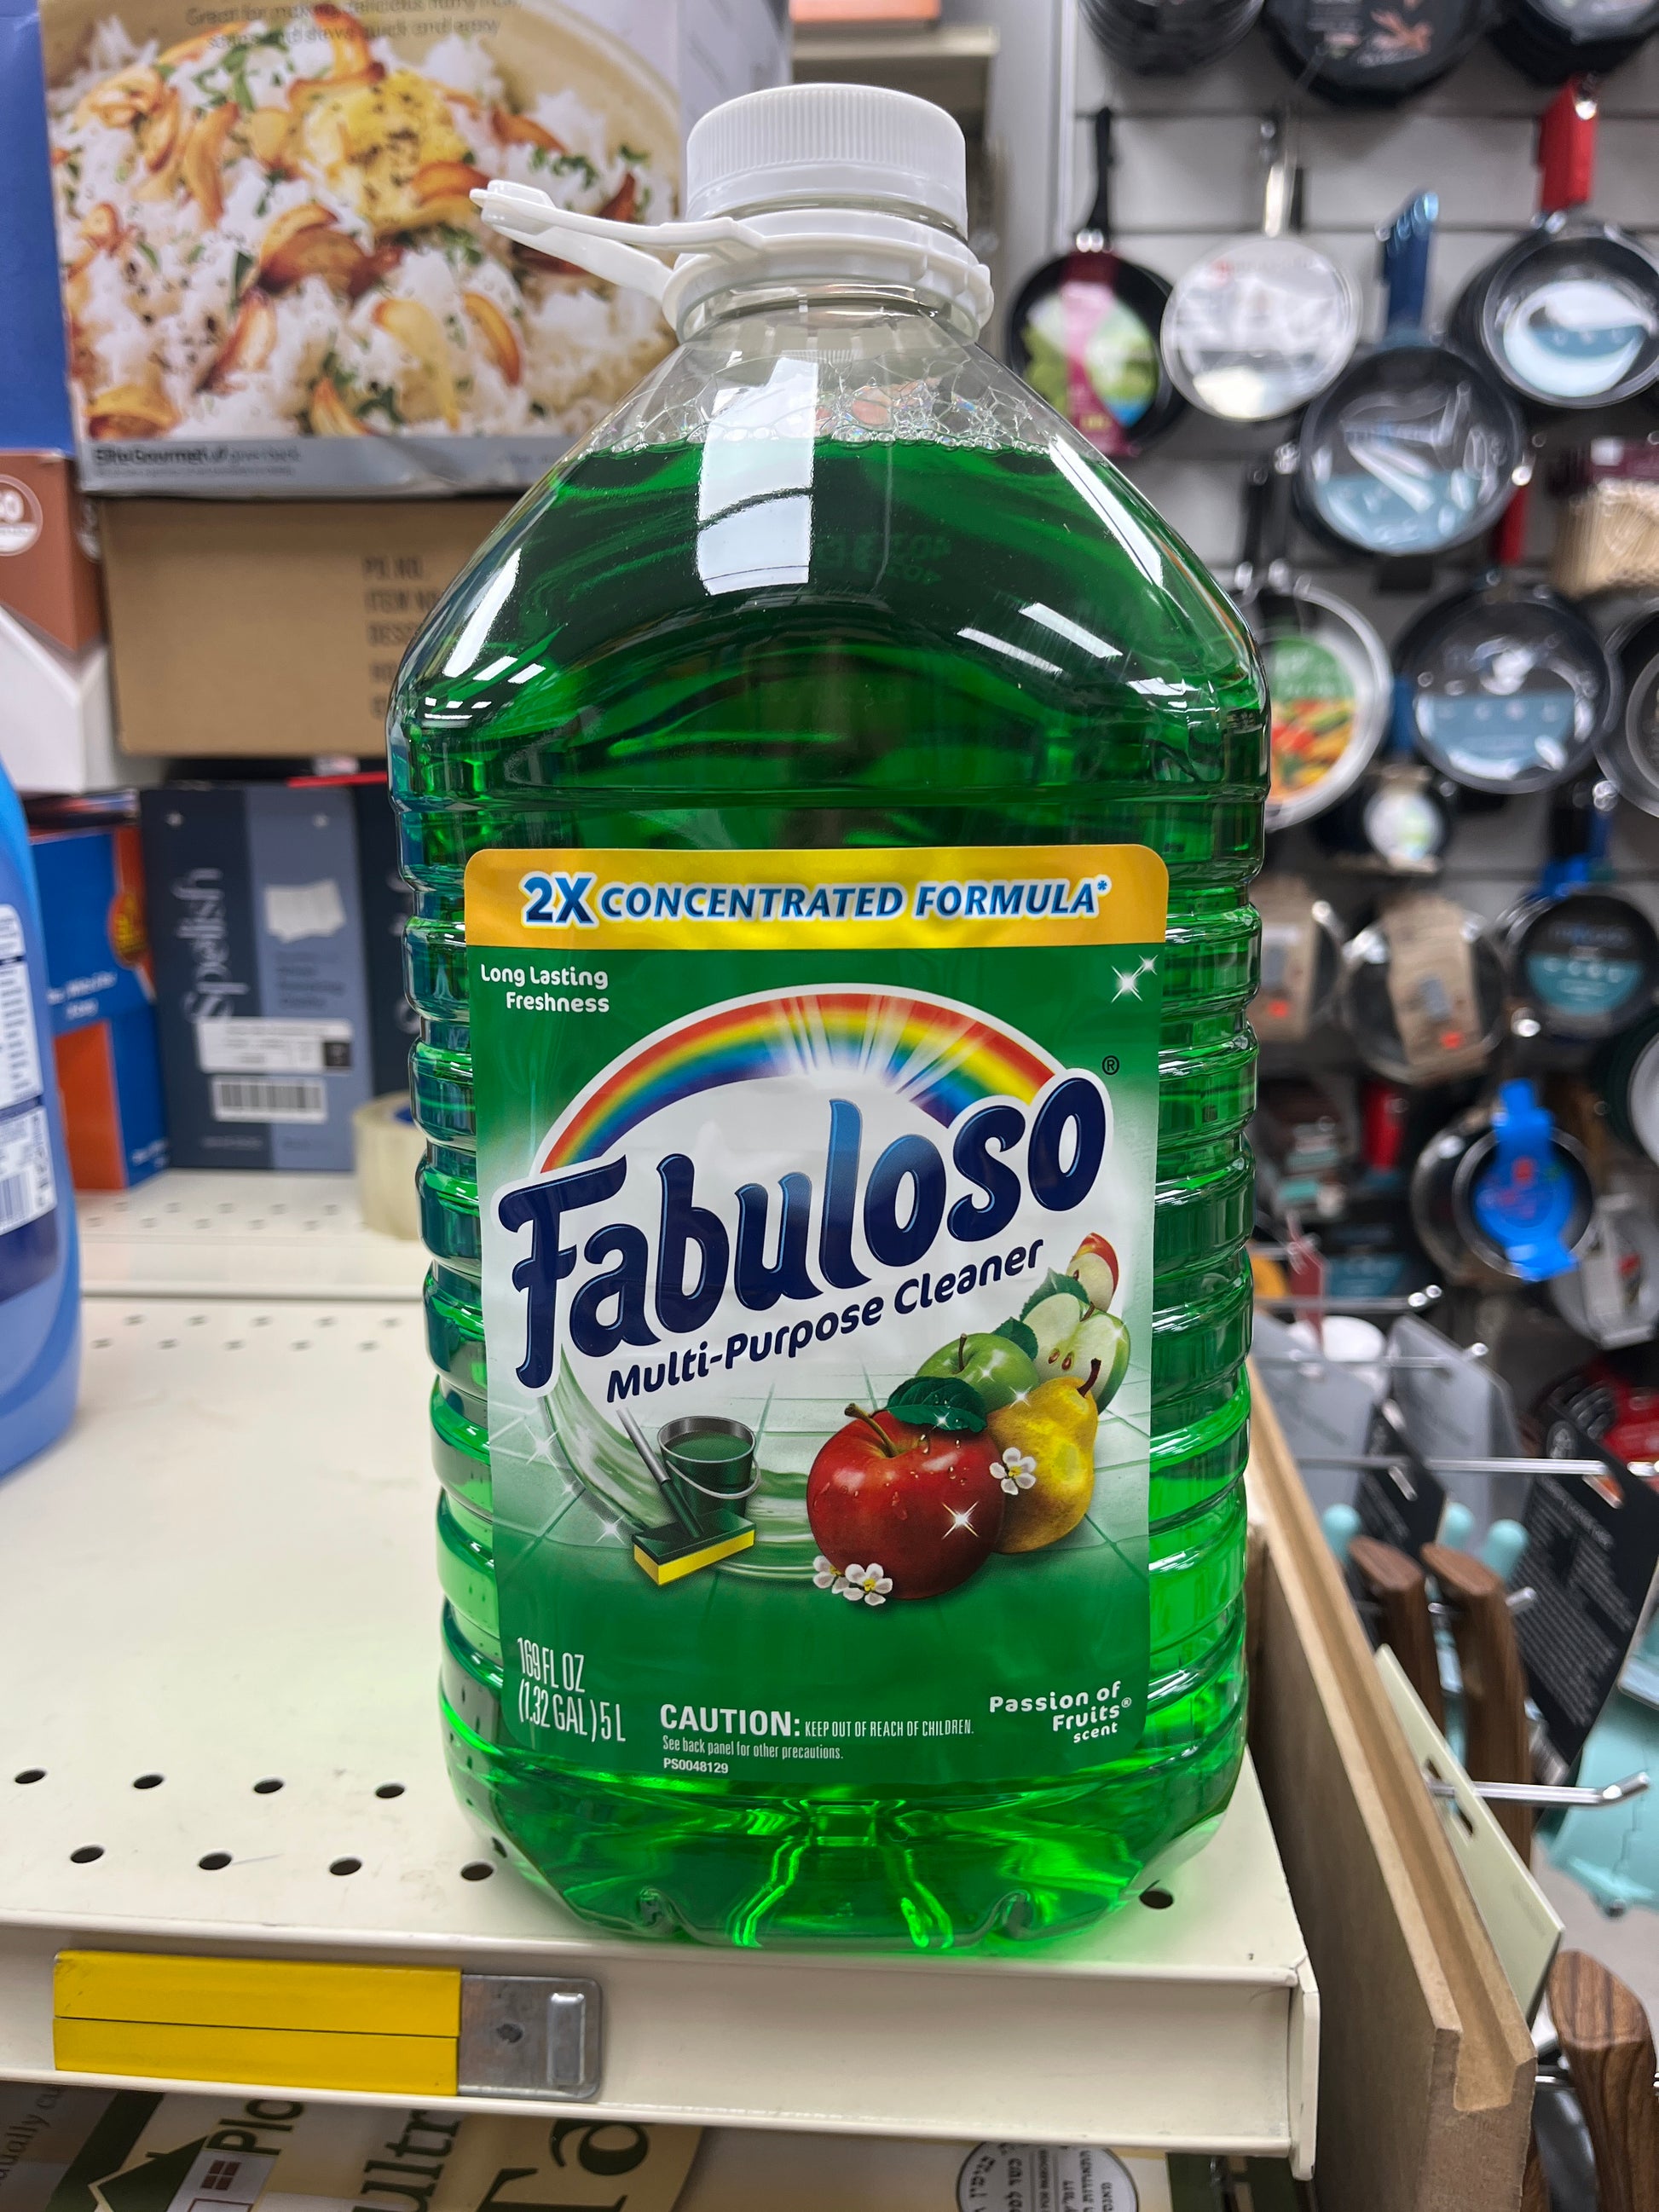 2X CONCENTRATED FORMULA*
Long Lasting
Freshness
®
Fabuloso
Multi-Purpose Cleaner
169 FL OZ
(1.32 GAL) 5 L
CAUTION: KEEP OUT OF REACH OF CHILDREN.
See back panel for other precautions.
PS0048129
Passion of
Fruits®
scent
Spelish